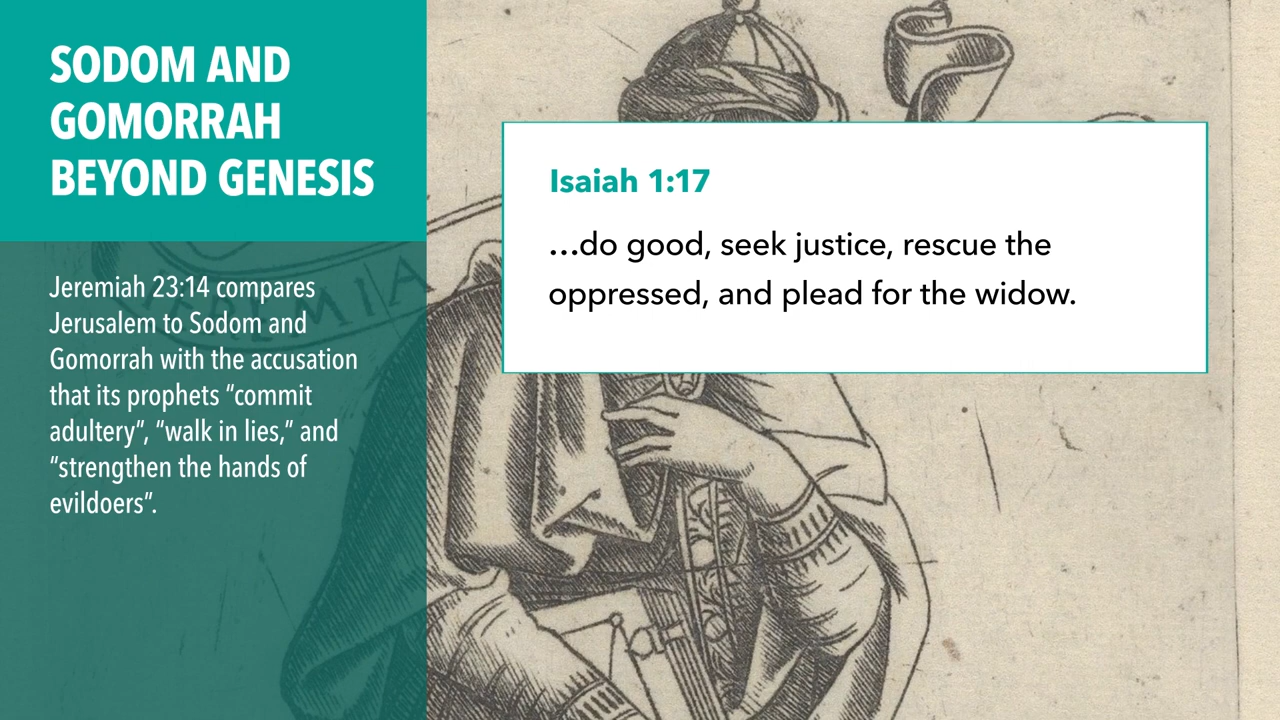 SODOM AND
GOMORRAH
BEYOND GENESIS
Jeremiah 23:14 compares
Jerusalem to Sodom and
Gomorrah with the accusation
that its prophets “commit
adultery”, “walk in lies,” and
“strengthen the hands of
evildoers”.
Isaiah 1:17
…do good, seek justice, rescue the
oppressed, and plead for the widow.